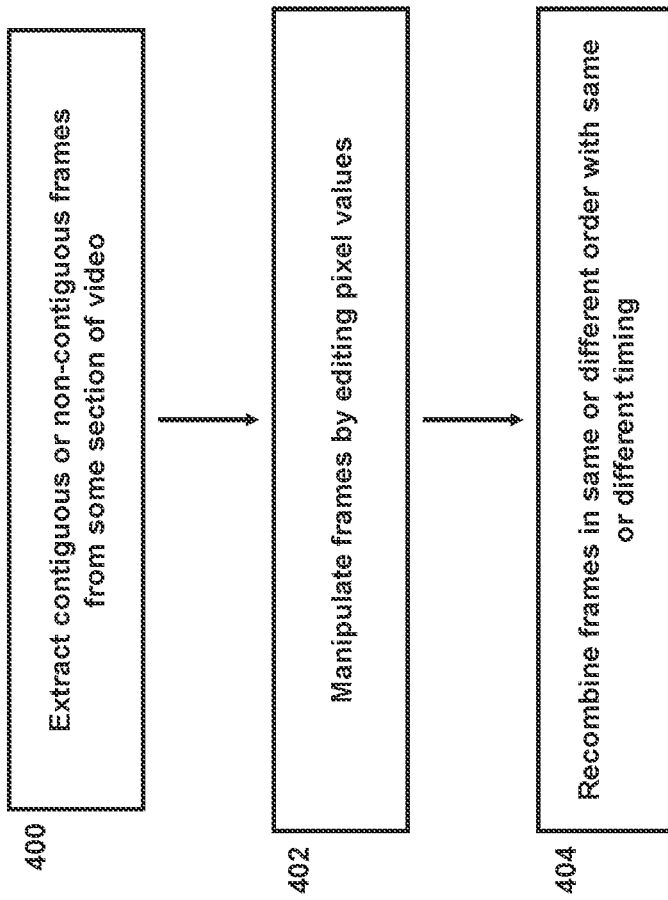 400
Extract contiguous or non-contiguous frames
from some section of video
402
Manipulate frames by editing pixel values
404
Recombine frames in same or different order with same
or different timing